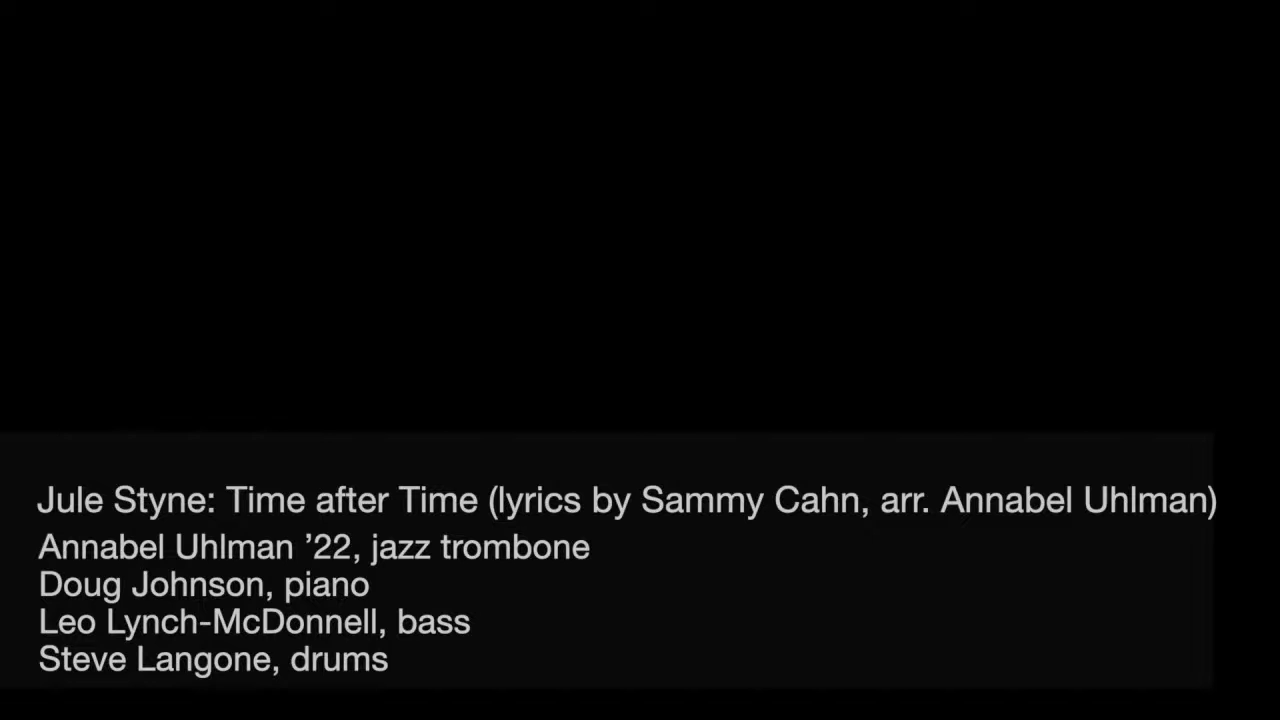 Jule Styne: Time after Time (lyrics by Sammy Cahn, arr. Annabel Uhlman)
Annabel Uhlman ’22, jazz trombone
Doug Johnson, piano
Leo Lynch-McDonnell, bass
Steve Langone, drums